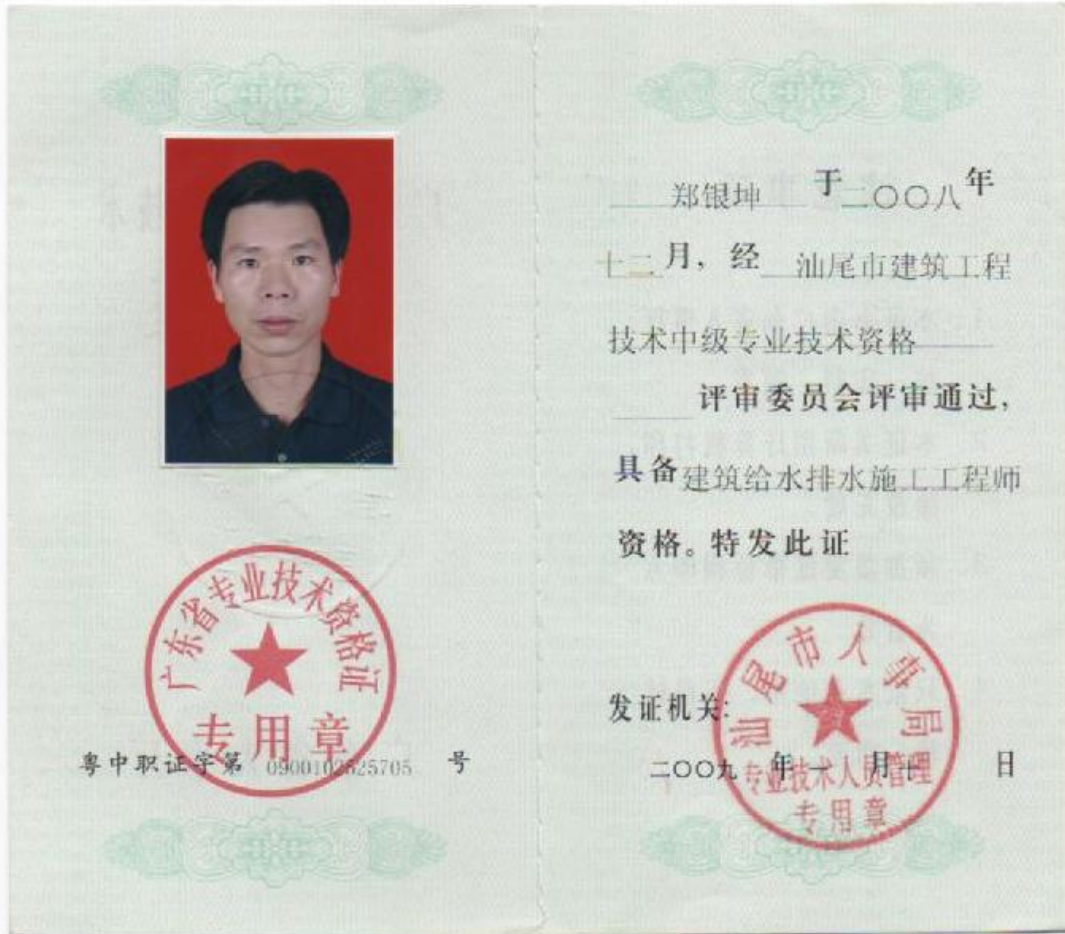 广东省专业技术资格证
专用章
粤中职证字第 0900102525705 号
郑银坤 于二〇〇八年
十二月，经 汕尾市建筑工程
技术中级专业技术资格
评审委员会评审通过，
具备建筑给水排水施工工程师
资格。特发此证
发证机关：
汕尾市人事局
二〇〇九 年 一 月 十 日
专业技术人员管理
专用章